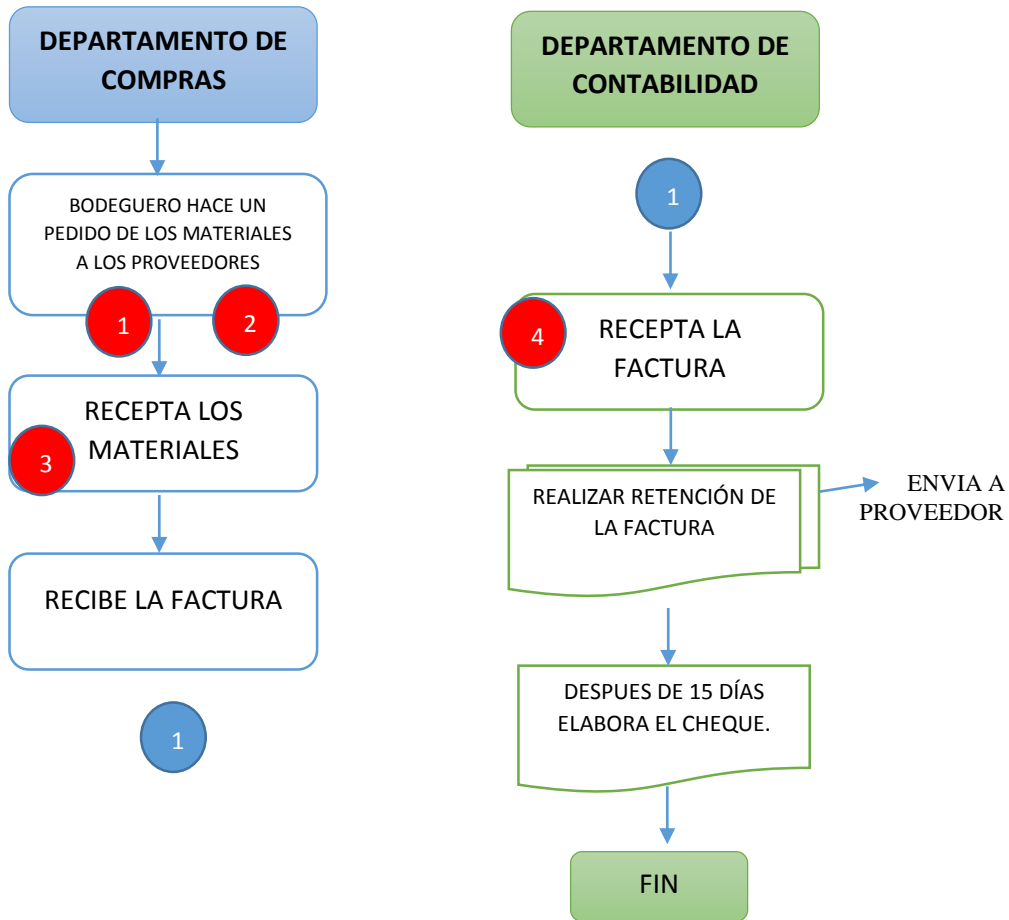 DEPARTAMENTO DE
COMPRAS
BODEGUERO HACE UN
PEDIDO DE LOS MATERIALES
A LOS PROVEEDORES
1
2
RECEPTA LOS
MATERIALES
3
RECIBE LA FACTURA
1
DEPARTAMENTO DE
CONTABILIDAD
1
4
RECEPTA LA
FACTURA
REALIZAR RETENCIÓN DE
LA FACTURA
ENVIA A
PROVEEDOR
DESPUES DE 15 DÍAS
ELABORA EL CHEQUE.
FIN